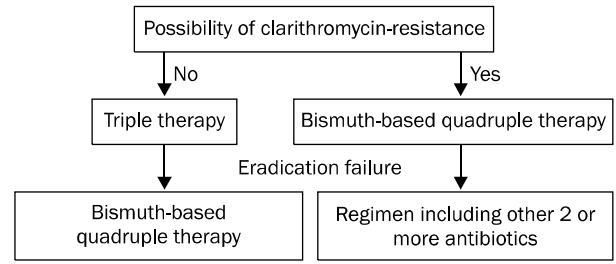 Possibility of clarithromycin-resistance
No
Yes
Triple therapy
Bismuth-based quadruple therapy
Eradication failure
Bismuth-based
quadruple therapy
Regimen including other 2 or
more antibiotics